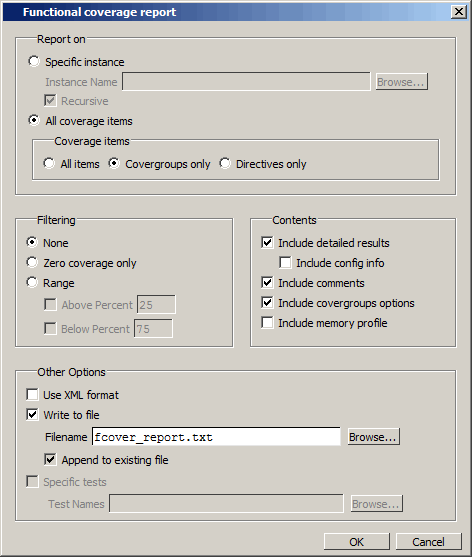 Functional coverage report
Report on
Specific instance
Instance Name Browse...
Recursive
All coverage items
Coverage items
All items Covergroups only Directives only
Filtering
None
Zero coverage only
Range
Above Percent 25
Below Percent 75
Contents
Include detailed results
Include config info
Include comments
Include covergroups options
Include memory profile
Other Options
Use XML format
Write to file
Filename fcover_report.txt Browse...
Append to existing file
Specific tests
Test Names Browse...
OK Cancel